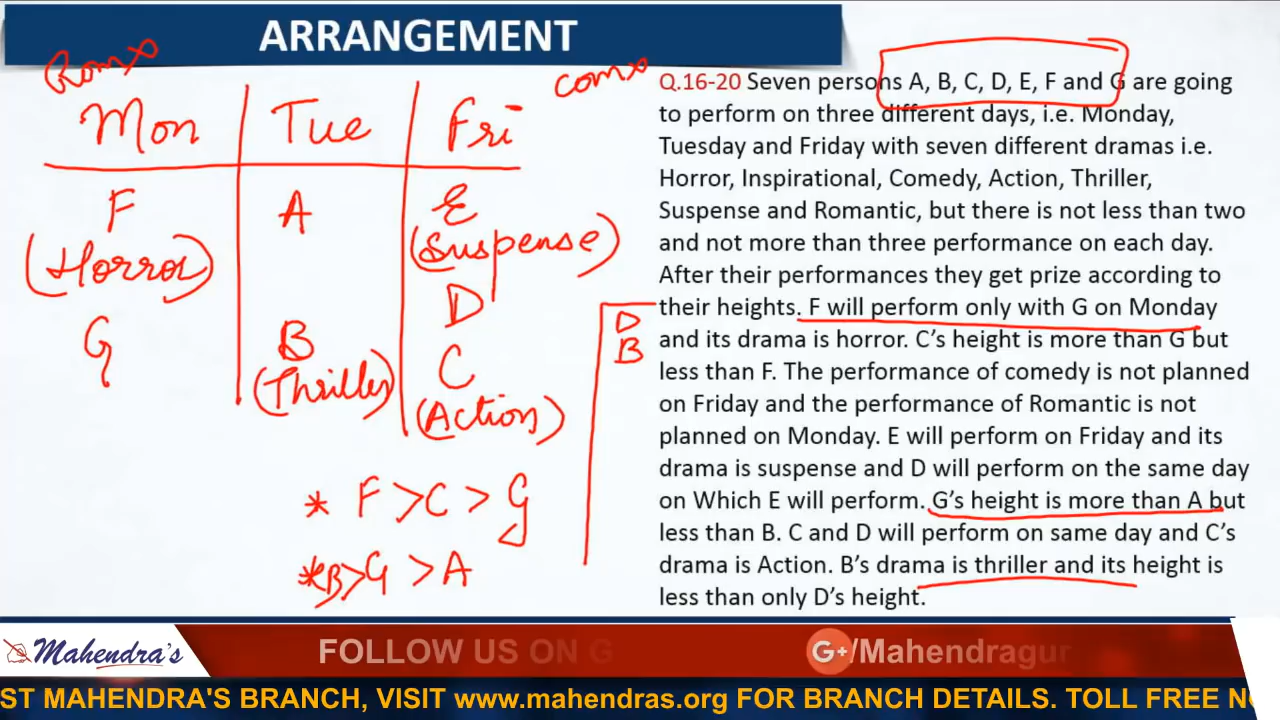 ARRANGEMENT
Rom×
com×
Mon Tue Fri
F A E
(Horror) (Suspense)
D
G B C
(Thriller) (Action)
* F > C > G
* B > G > A
D
B
Q.16-20 Seven persons A, B, C, D, E, F and G are going
to perform on three different days, i.e. Monday,
Tuesday and Friday with seven different dramas i.e.
Horror, Inspirational, Comedy, Action, Thriller,
Suspense and Romantic, but there is not less than two
and not more than three performance on each day.
After their performances they get prize according to
their heights. F will perform only with G on Monday
and its drama is horror. C's height is more than G but
less than F. The performance of comedy is not planned
on Friday and the performance of Romantic is not
planned on Monday. E will perform on Friday and its
drama is suspense and D will perform on the same day
on Which E will perform. G's height is more than A but
less than B. C and D will perform on same day and C's
drama is Action. B's drama is thriller and its height is
less than only D's height.
Mahendra's
FOLLOW US ON G
G+/Mahendragur
ST MAHENDRA'S BRANCH, VISIT www.mahendras.org FOR BRANCH DETAILS. TOLL FREE NO